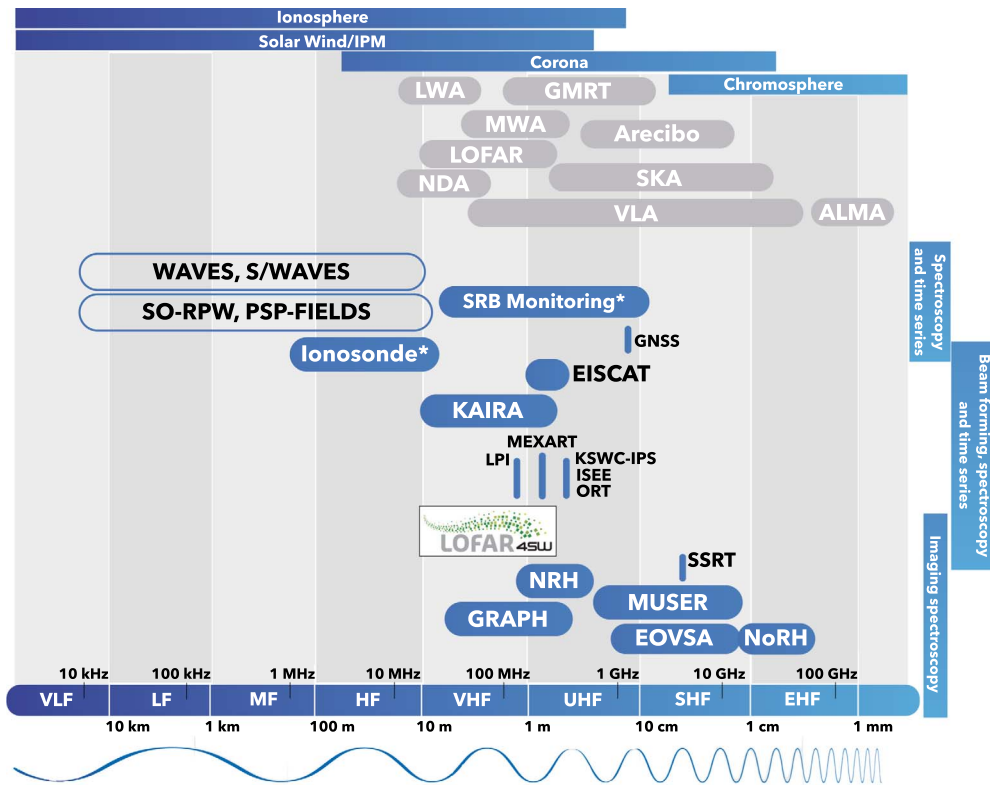 Ionosphere
Solar Wind/IPM
Corona
Chromosphere
LWA
GMRT
MWA
Arecibo
LOFAR
NDA
SKA
VLA
ALMA
WAVES, S/WAVES
SO-RPW, PSP-FIELDS
SRB Monitoring*
GNSS
Ionosonde*
EISCAT
KAIRA
MEXART
LPI
KSWC-IPS
ISEE
ORT
LOFAR4SW
SSRT
NRH
MUSER
GRAPH
EOVSA
NoRH
Spectroscopy
and time series
Beam forming, spectroscopy
and time series
Imaging spectroscopy
10 kHz
100 kHz
1 MHz
10 MHz
100 MHz
1 GHz
10 GHz
100 GHz
VLF
LF
MF
HF
VHF
UHF
SHF
EHF
10 km
1 km
100 m
10 m
1 m
10 cm
1 cm
1 mm